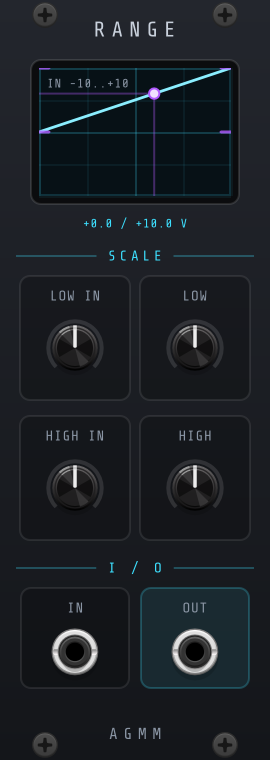 RANGE
IN -10..+10
+0.0 / +10.0 V
SCALE
LOW IN
LOW
HIGH IN
HIGH
I / O
IN
OUT
AGMM